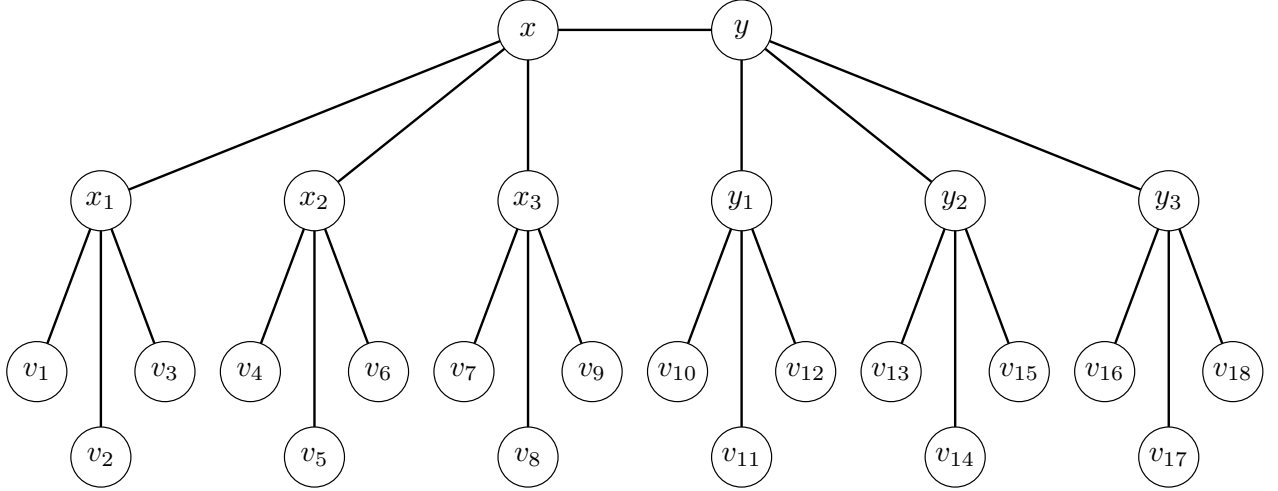 x y
x₁ x₂ x₃ y₁ y₂ y₃
v₁ v₃ v₄ v₆ v₇ v₉ v₁₀ v₁₂ v₁₃ v₁₅ v₁₆ v₁₈
v₂ v₅ v₈ v₁₁ v₁₄ v₁₇